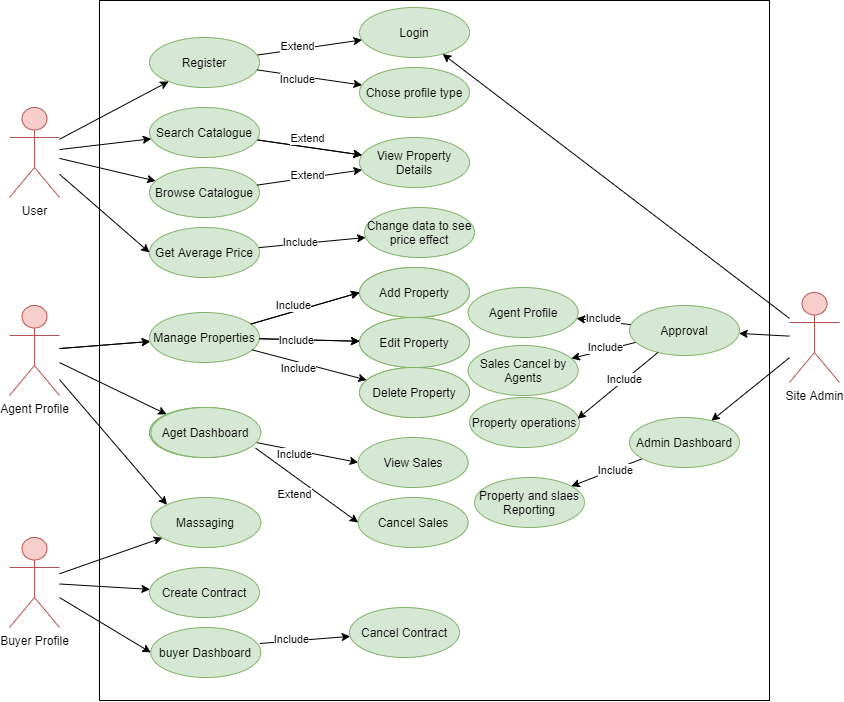 Login
Extend
Register
Include
Chose profile type
Search Catalogue
Extend
View Property
Details
Extend
Browse Catalogue
User
Change data to see
price effect
Include
Get Average Price
Add Property
Include
Agent Profile
Include
Approval
Manage Properties
Include
Edit Property
Include
Include
Sales Cancel by
Agents
Include
Delete Property
Site Admin
Agent Profile
Property operations
Aget Dashboard
Admin Dashboard
Include
View Sales
Include
Extend
Property and slaes
Reporting
Massaging
Cancel Sales
Create Contract
Buyer Profile
Include
Cancel Contract
buyer Dashboard